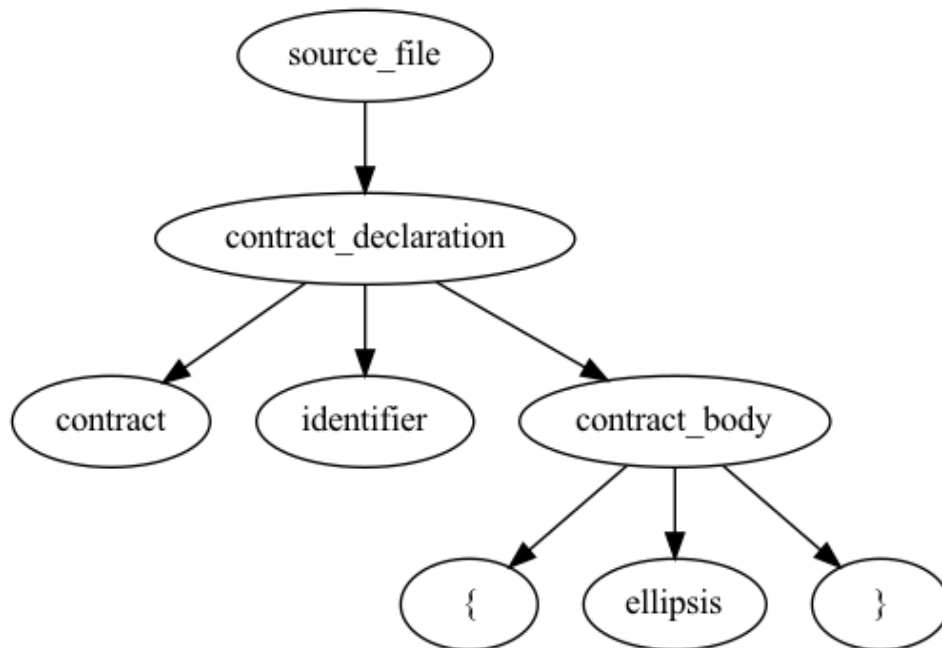 source_file
contract_declaration
contract
identifier
contract_body
{
ellipsis
}